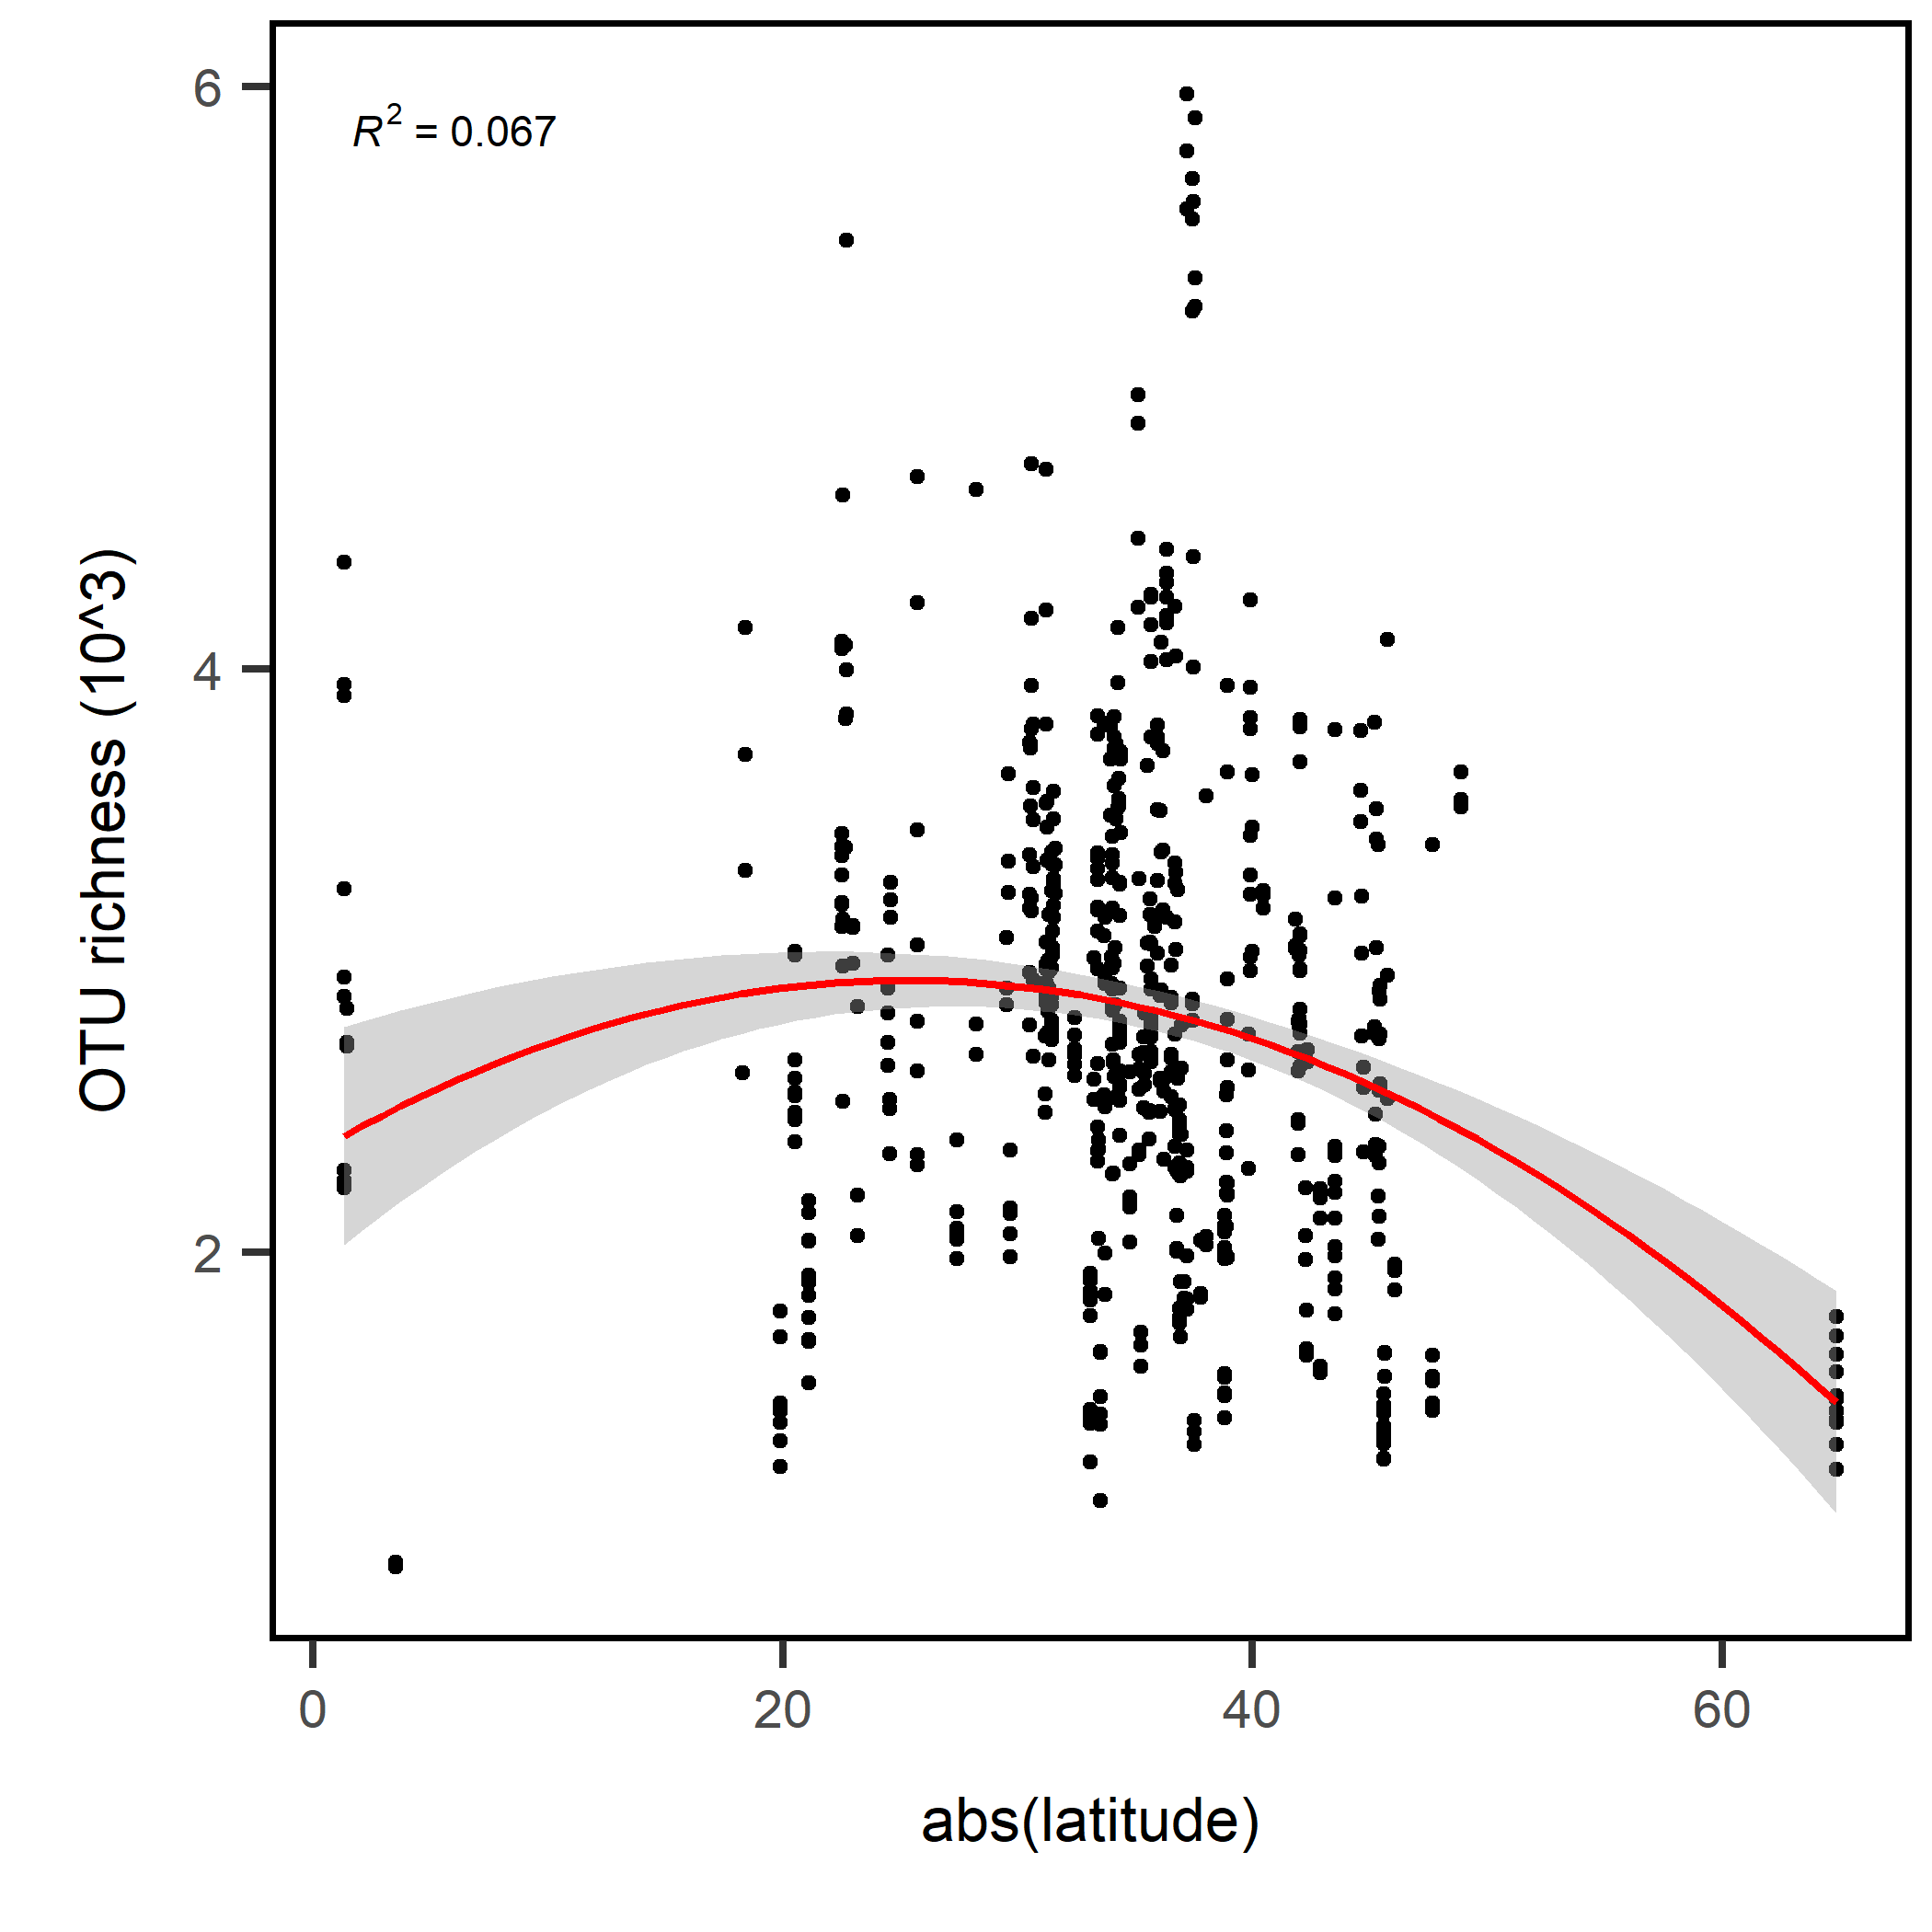 R² = 0.067
OTU richness (10^3)
6
4
2
0 20 40 60
abs(latitude)